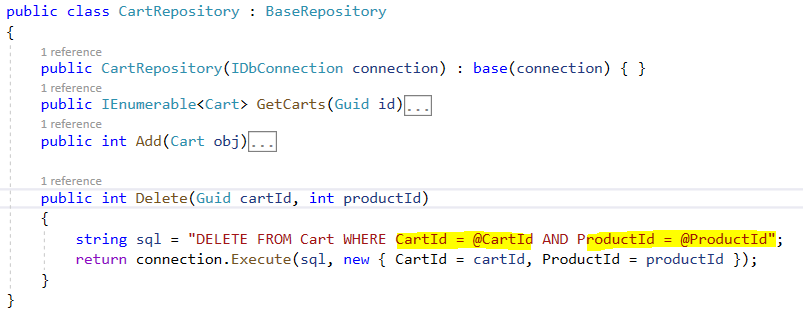 public class CartRepository : BaseRepository
{
1 reference
public CartRepository(IDbConnection connection) : base(connection) { }
1 reference
public IEnumerable<Cart> GetCarts(Guid id)...
1 reference
public int Add(Cart obj)...
1 reference
public int Delete(Guid cartId, int productId)
{
string sql = "DELETE FROM Cart WHERE CartId = @CartId AND ProductId = @ProductId";
return connection.Execute(sql, new { CartId = cartId, ProductId = productId });
}
}